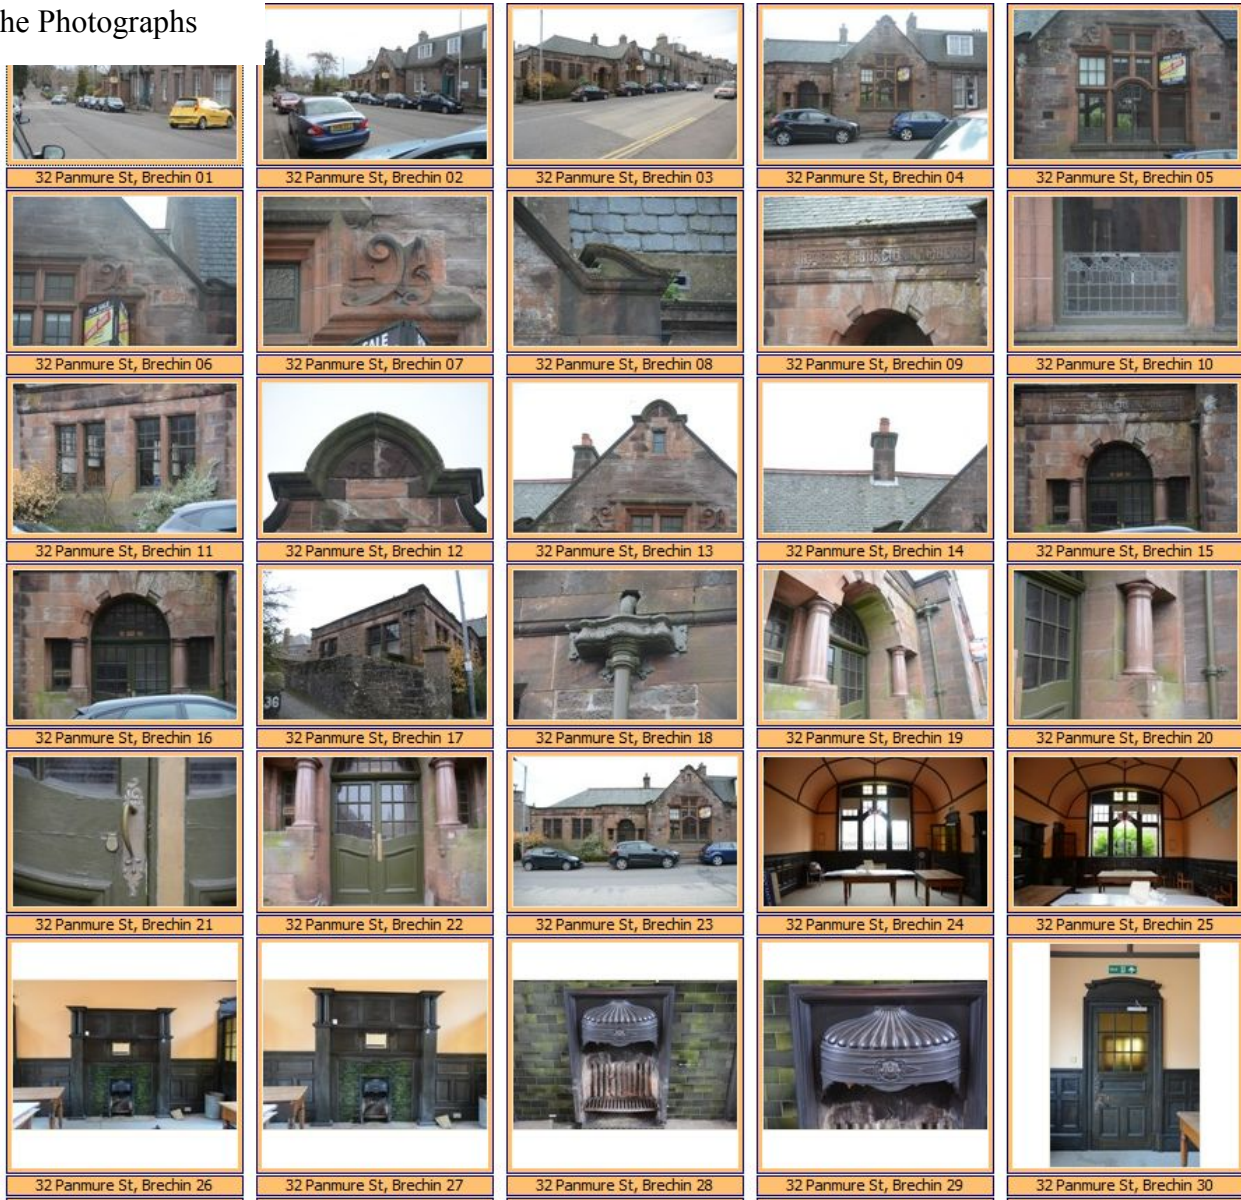 he Photographs
32 Panmure St, Brechin 01
32 Panmure St, Brechin 02
32 Panmure St, Brechin 03
32 Panmure St, Brechin 04
32 Panmure St, Brechin 05
32 Panmure St, Brechin 06
32 Panmure St, Brechin 07
32 Panmure St, Brechin 08
32 Panmure St, Brechin 09
32 Panmure St, Brechin 10
32 Panmure St, Brechin 11
32 Panmure St, Brechin 12
32 Panmure St, Brechin 13
32 Panmure St, Brechin 14
32 Panmure St, Brechin 15
32 Panmure St, Brechin 16
32 Panmure St, Brechin 17
32 Panmure St, Brechin 18
32 Panmure St, Brechin 19
32 Panmure St, Brechin 20
32 Panmure St, Brechin 21
32 Panmure St, Brechin 22
32 Panmure St, Brechin 23
32 Panmure St, Brechin 24
32 Panmure St, Brechin 25
32 Panmure St, Brechin 26
32 Panmure St, Brechin 27
32 Panmure St, Brechin 28
32 Panmure St, Brechin 29
32 Panmure St, Brechin 30